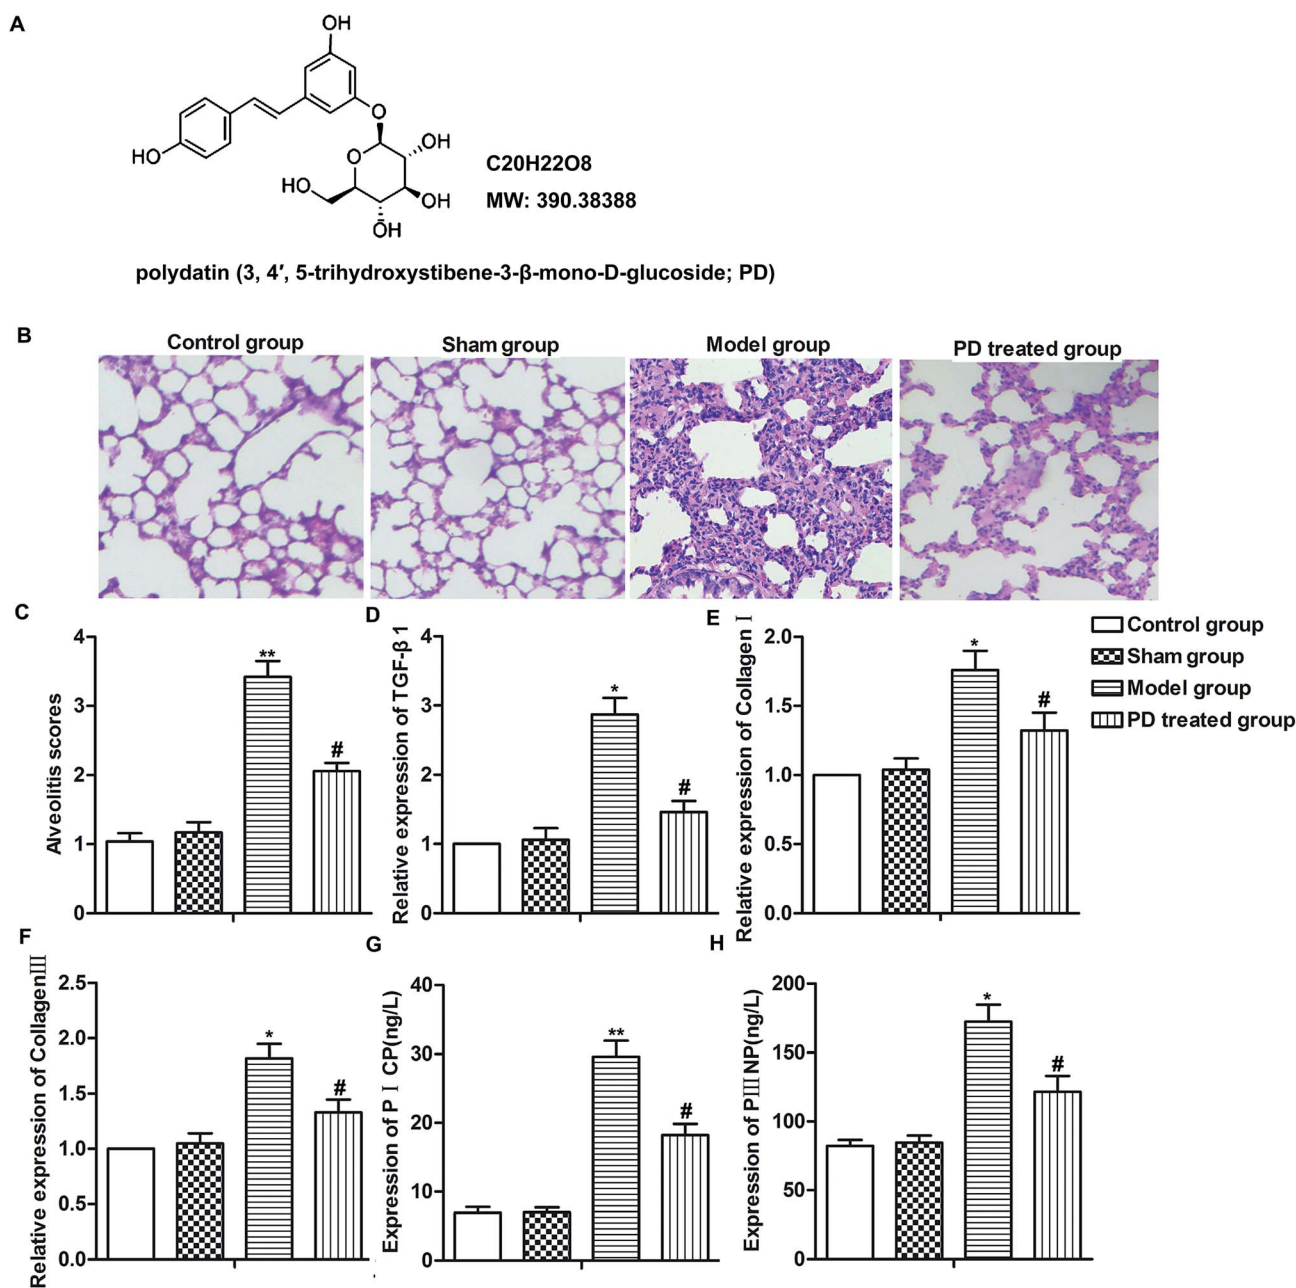 A
OH
O
HO
O
OH
HO
OH
OH
C20H22O8
MW: 390.38388
polydatin (3, 4′, 5-trihydroxystibene-3-β-mono-D-glucoside; PD)
B
Control group
Sham group
Model group
PD treated group
C
Alveolitis scores
4
3
2
1
0
**
#
D
Relative expression of TGF-β 1
4
3
2
1
0
*
#
E
Relative expression of Collagen Ⅰ
2.0
1.5
1.0
0.5
0.0
*
#
Control group
Sham group
Model group
PD treated group
F
Relative expression of CollagenⅢ
2.5
2.0
1.5
1.0
0.5
0.0
*
#
G
Expression of P Ⅰ CP(ng/L)
40
30
20
10
0
**
#
H
Expression of PⅢ NP(ng/L)
200
150
100
50
0
*
#